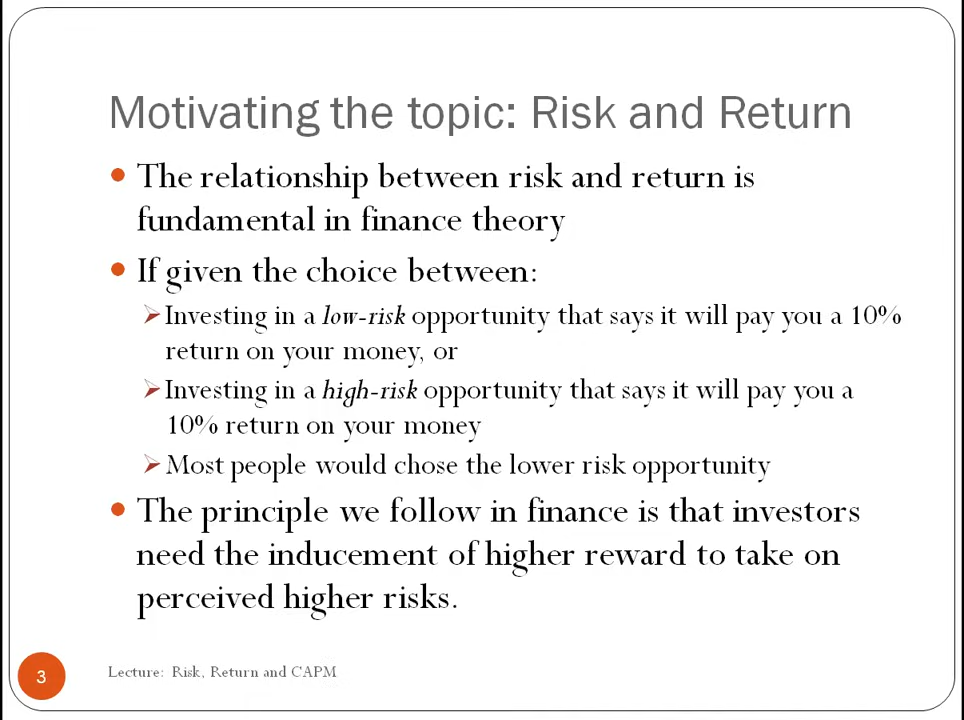 Motivating the topic: Risk and Return
The relationship between risk and return is
fundamental in finance theory
If given the choice between:
Investing in a low-risk opportunity that says it will pay you a 10%
return on your money, or
Investing in a high-risk opportunity that says it will pay you a
10% return on your money
Most people would chose the lower risk opportunity
The principle we follow in finance is that investors
need the inducement of higher reward to take on
perceived higher risks.
3
Lecture: Risk, Return and CAPM